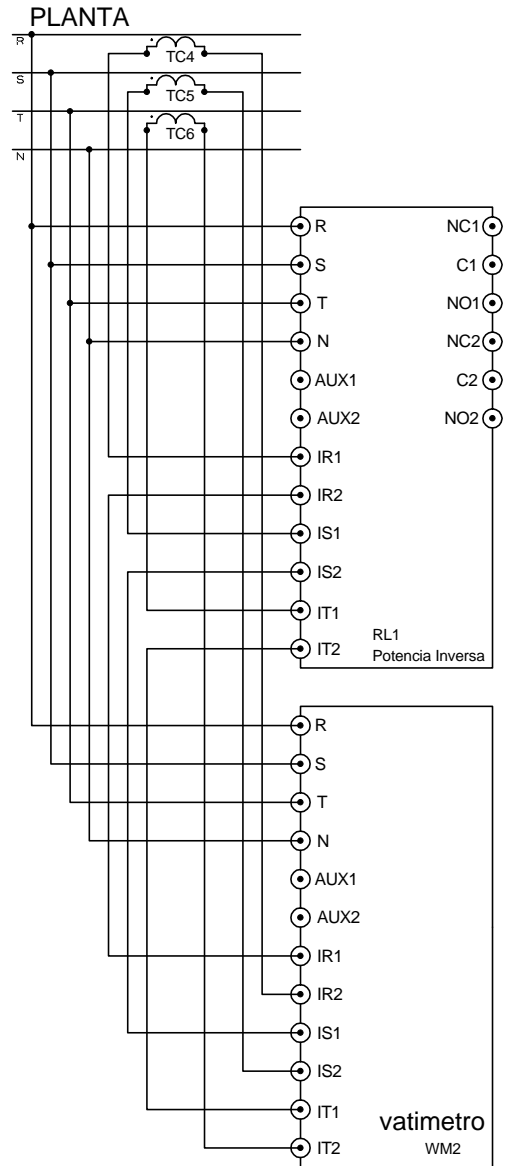 PLANTA
R
TC4
S
TC5
T
TC6
N
R NC1
S C1
T NO1
N NC2
AUX1 C2
AUX2 NO2
IR1
IR2
IS1
IS2
IT1
RL1
IT2 Potencia Inversa
R
S
T
N
AUX1
AUX2
IR1
IR2
IS1
IS2
IT1
vatimetro
IT2 WM2